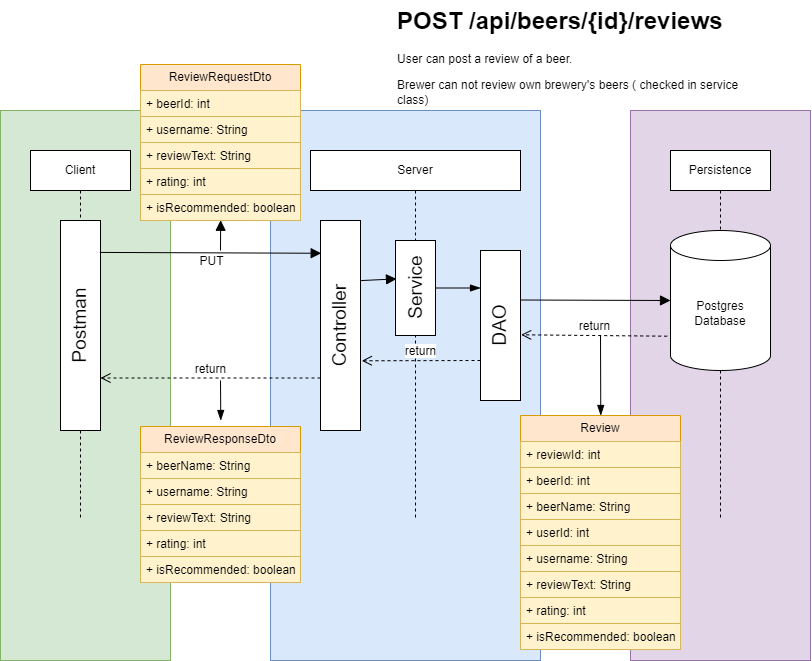 POST /api/beers/{id}/reviews
User can post a review of a beer.
Brewer can not review own brewery's beers ( checked in service
class)
ReviewRequestDto
+ beerId: int
+ username: String
+ reviewText: String
+ rating: int
+ isRecommended: boolean
Client
Server
Persistence
PUT
Postman
Controller
Service
DAO
Postgres
Database
return
return
return
ReviewResponseDto
+ beerName: String
+ username: String
+ reviewText: String
+ rating: int
+ isRecommended: boolean
Review
+ reviewId: int
+ beerId: int
+ beerName: String
+ userId: int
+ username: String
+ reviewText: String
+ rating: int
+ isRecommended: boolean